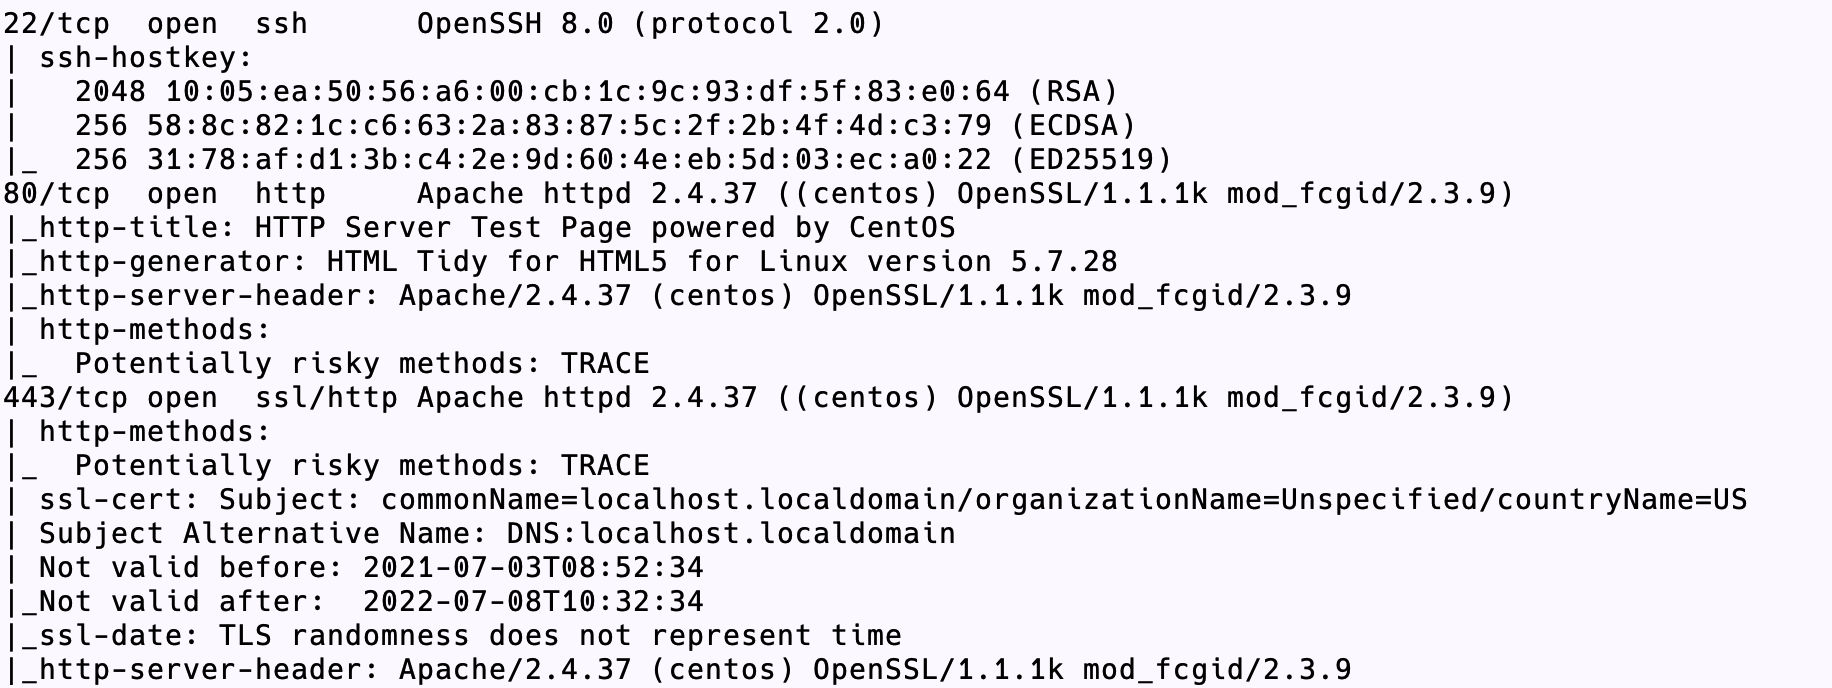 22/tcp  open  ssh      OpenSSH 8.0 (protocol 2.0)
| ssh-hostkey:
|   2048 10:05:ea:50:56:a6:00:cb:1c:9c:93:df:5f:83:e0:64 (RSA)
|   256 58:8c:82:1c:c6:63:2a:83:87:5c:2f:2b:4f:4d:c3:79 (ECDSA)
|_  256 31:78:af:d1:3b:c4:2e:9d:60:4e:eb:5d:03:ec:a0:22 (ED25519)
80/tcp  open  http     Apache httpd 2.4.37 ((centos) OpenSSL/1.1.1k mod_fcgid/2.3.9)
|_http-title: HTTP Server Test Page powered by CentOS
|_http-generator: HTML Tidy for HTML5 for Linux version 5.7.28
|_http-server-header: Apache/2.4.37 (centos) OpenSSL/1.1.1k mod_fcgid/2.3.9
| http-methods:
|_  Potentially risky methods: TRACE
443/tcp open  ssl/http Apache httpd 2.4.37 ((centos) OpenSSL/1.1.1k mod_fcgid/2.3.9)
| http-methods:
|_  Potentially risky methods: TRACE
| ssl-cert: Subject: commonName=localhost.localdomain/organizationName=Unspecified/countryName=US
| Subject Alternative Name: DNS:localhost.localdomain
| Not valid before: 2021-07-03T08:52:34
|_Not valid after:  2022-07-08T10:32:34
|_ssl-date: TLS randomness does not represent time
|_http-server-header: Apache/2.4.37 (centos) OpenSSL/1.1.1k mod_fcgid/2.3.9